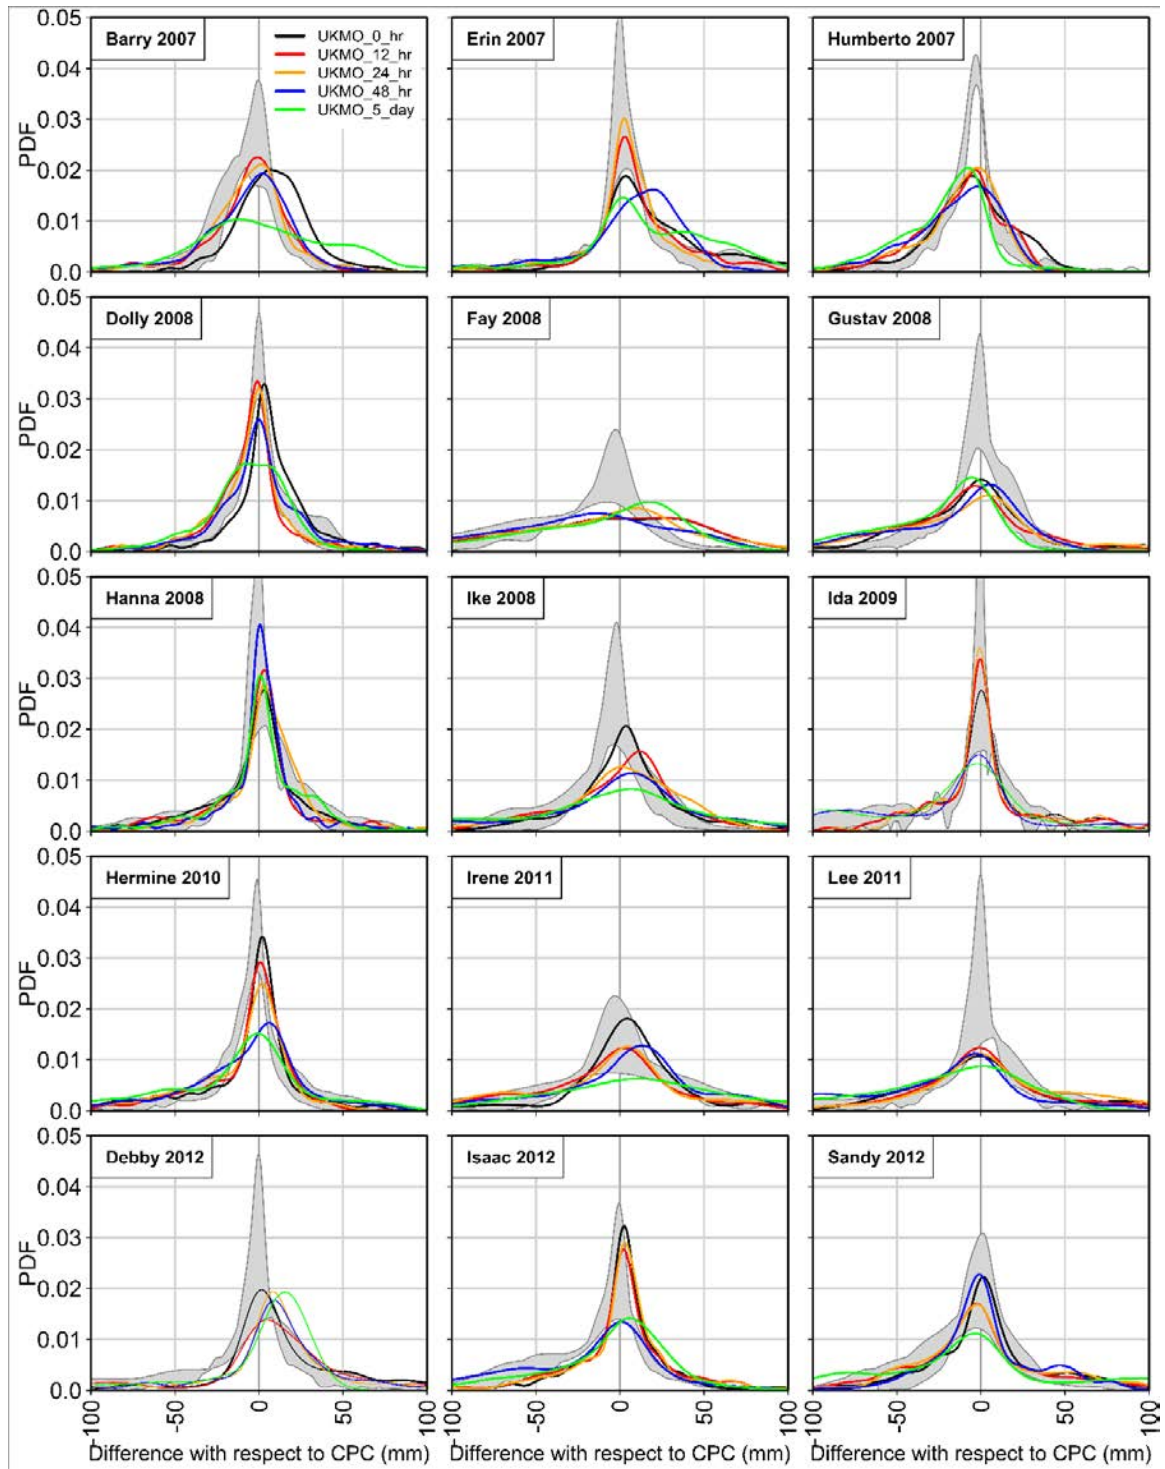 0.05
0.04
0.03
0.02
0.01
0.0
PDF
Barry 2007
UKMO_0_hr
UKMO_12_hr
UKMO_24_hr
UKMO_48_hr
UKMO_5_day
Erin 2007
Humberto 2007
0.05
0.04
0.03
0.02
0.01
0.0
PDF
Dolly 2008
Fay 2008
Gustav 2008
0.05
0.04
0.03
0.02
0.01
0.0
PDF
Hanna 2008
Ike 2008
Ida 2009
0.05
0.04
0.03
0.02
0.01
0.0
PDF
Hermine 2010
Irene 2011
Lee 2011
0.05
0.04
0.03
0.02
0.01
0.0
PDF
Debby 2012
Isaac 2012
Sandy 2012
-100 -50 0 50 100 -100 -50 0 50 100 -100 -50 0 50 100
Difference with respect to CPC (mm) Difference with respect to CPC (mm) Difference with respect to CPC (mm)